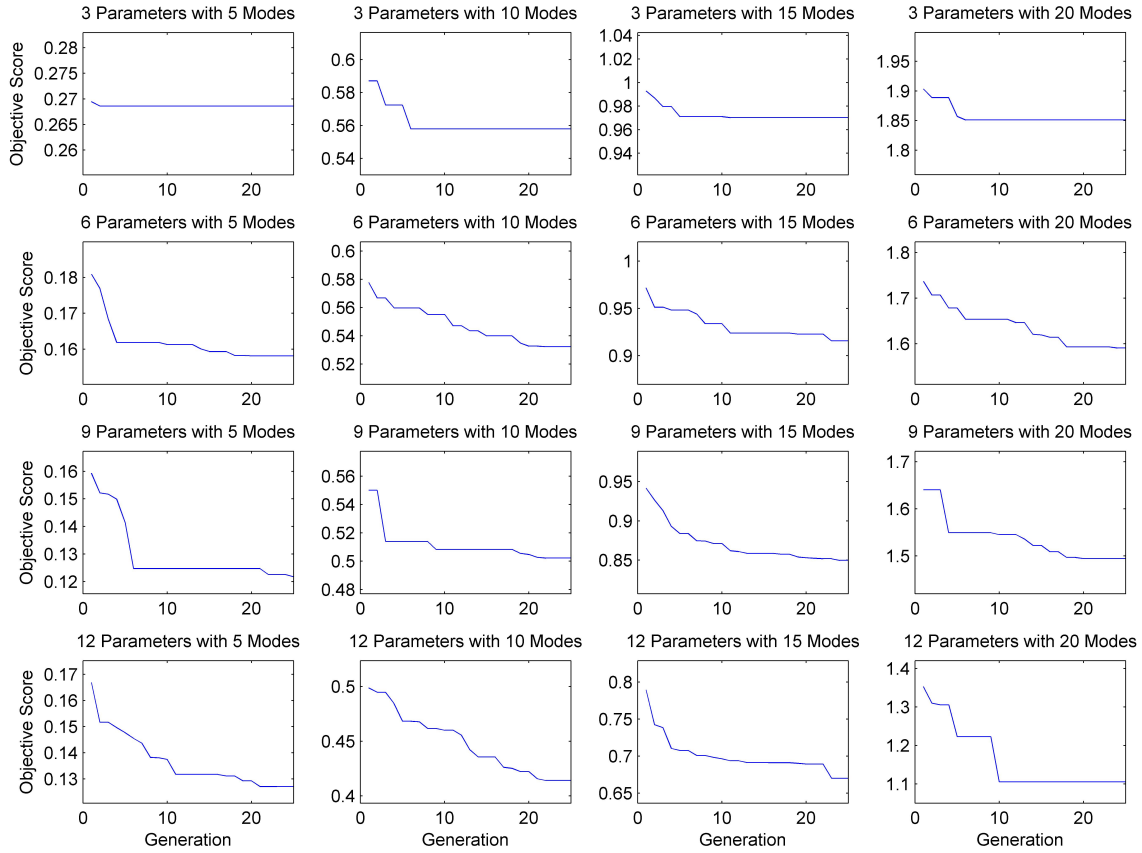 3 Parameters with 5 Modes
3 Parameters with 10 Modes
3 Parameters with 15 Modes
3 Parameters with 20 Modes
Objective Score
0.28
0.275
0.27
0.265
0.26
0 10 20
0.6
0.58
0.56
0.54
0 10 20
1.04
1.02
1
0.98
0.96
0.94
0 10 20
1.95
1.9
1.85
1.8
0 10 20
6 Parameters with 5 Modes
6 Parameters with 10 Modes
6 Parameters with 15 Modes
6 Parameters with 20 Modes
Objective Score
0.18
0.17
0.16
0 10 20
0.6
0.58
0.56
0.54
0.52
0 10 20
1
0.95
0.9
0 10 20
1.8
1.7
1.6
0 10 20
9 Parameters with 5 Modes
9 Parameters with 10 Modes
9 Parameters with 15 Modes
9 Parameters with 20 Modes
Objective Score
0.16
0.15
0.14
0.13
0.12
0 10 20
0.56
0.54
0.52
0.5
0.48
0 10 20
0.95
0.9
0.85
0 10 20
1.7
1.6
1.5
0 10 20
12 Parameters with 5 Modes
12 Parameters with 10 Modes
12 Parameters with 15 Modes
12 Parameters with 20 Modes
Objective Score
0.17
0.16
0.15
0.14
0.13
0 10 20
Generation
0.5
0.45
0.4
0 10 20
Generation
0.8
0.75
0.7
0.65
0 10 20
Generation
1.4
1.3
1.2
1.1
0 10 20
Generation